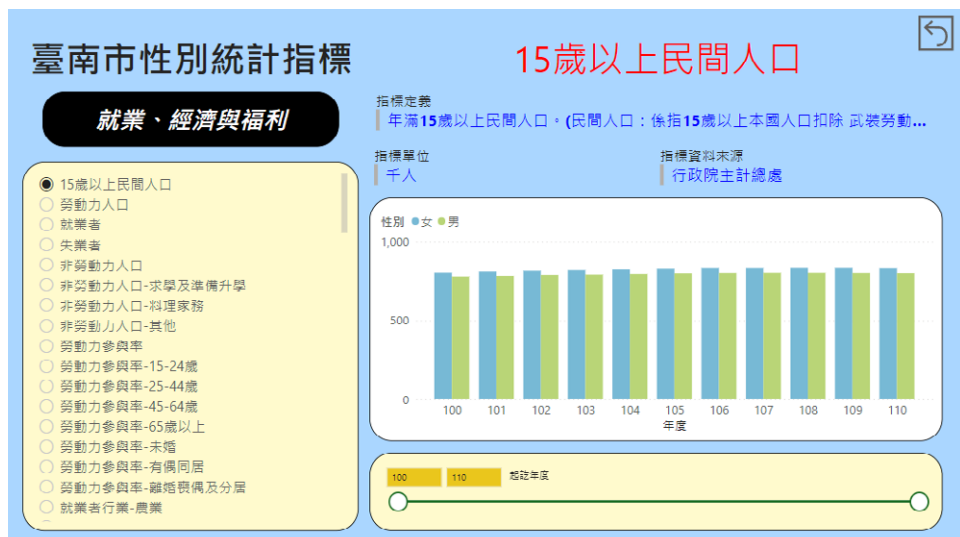 臺南市性別統計指標
就業、經濟與福利
15歲以上民間人口
勞動力人口
就業者
失業者
非勞動力人口
非勞動力人口-求學及準備升學
非勞動力人口-料理家務
非勞動力人口-其他
勞動力參與率
勞動力參與率-15-24歲
勞動力參與率-25-44歲
勞動力參與率-45-64歲
勞動力參與率-65歲以上
勞動力參與率-未婚
勞動力參與率-有偶同居
勞動力參與率-離婚喪偶及分居
就業者行業-農業
15歲以上民間人口
指標定義
年滿15歲以上民間人口。(民間人口：係指15歲以上本國人口扣除 武裝勞動...
指標單位
千人
指標資料來源
行政院主計總處
性別 女 男
1,000
500
0
100 101 102 103 104 105 106 107 108 109 110
年度
100 110 起訖年度